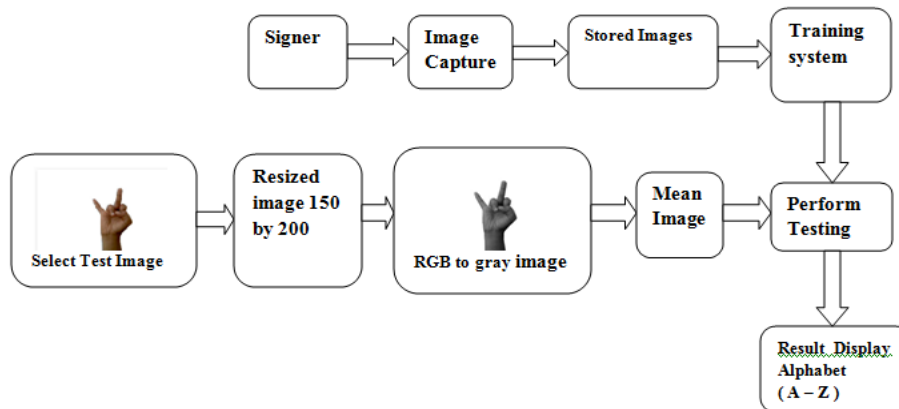 Signer
Image
Capture
Stored Images
Training
system
Select Test Image
Resized
image 150
by 200
RGB to gray image
Mean
Image
Perform
Testing
Result Display
Alphabet
( A – Z )